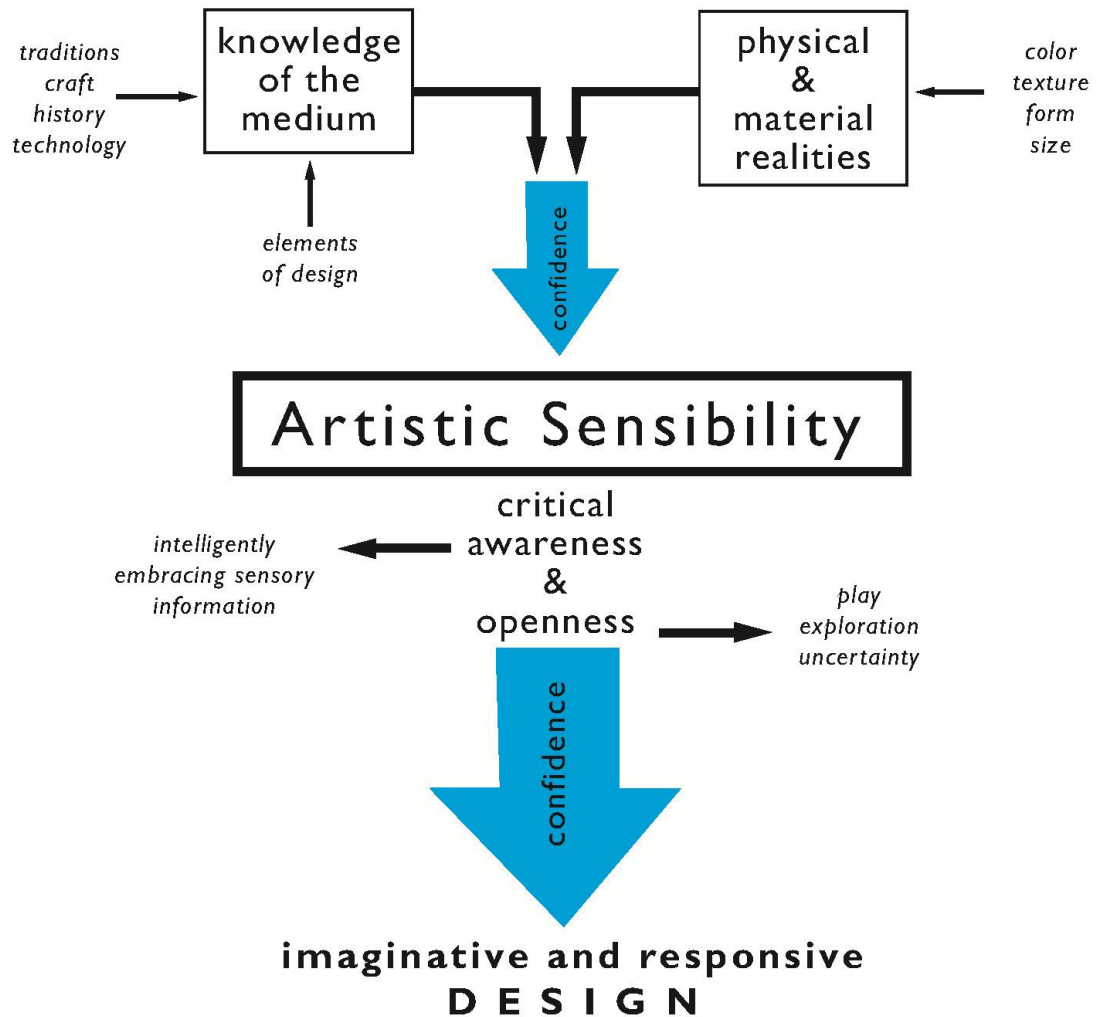 traditions
craft
history
technology
knowledge
of the
medium
elements
of design
physical
&
material
realities
color
texture
form
size
confidence
Artistic Sensibility
critical
awareness
&
openness
intelligently
embracing sensory
information
play
exploration
uncertainty
confidence
imaginative and responsive
DESIGN